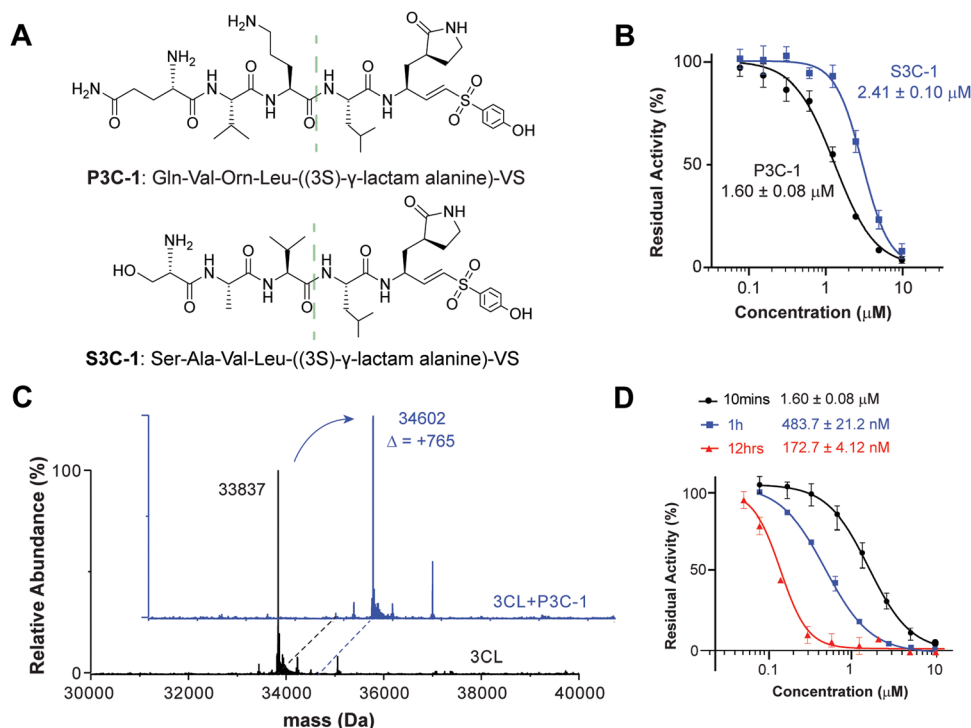 A
H₂N
O
NH
NH₂
O
H
N
O
H
N
O
H₂N
N
H
O
N
H
O
N
H
S
O
O
OH
P3C-1: Gln-Val-Orn-Leu-((3S)-γ-lactam alanine)-VS
O
NH
NH₂
HO
O
H
N
O
N
H
O
H
N
O
N
H
O
S
O
OH
S3C-1: Ser-Ala-Val-Leu-((3S)-γ-lactam alanine)-VS
B
Residual Activity (%)
100
50
0
0.1
1
10
Concentration (μM)
S3C-1
2.41 ± 0.10 μM
P3C-1
1.60 ± 0.08 μM
C
Relative Abundance (%)
100
0
34602
Δ = +765
33837
3CL+P3C-1
3CL
30000
32000
34000
36000
38000
40000
mass (Da)
D
10mins 1.60 ± 0.08 μM
1h 483.7 ± 21.2 nM
12hrs 172.7 ± 4.12 nM
Residual Activity (%)
100
50
0
0.1
1
10
Concentration (μM)